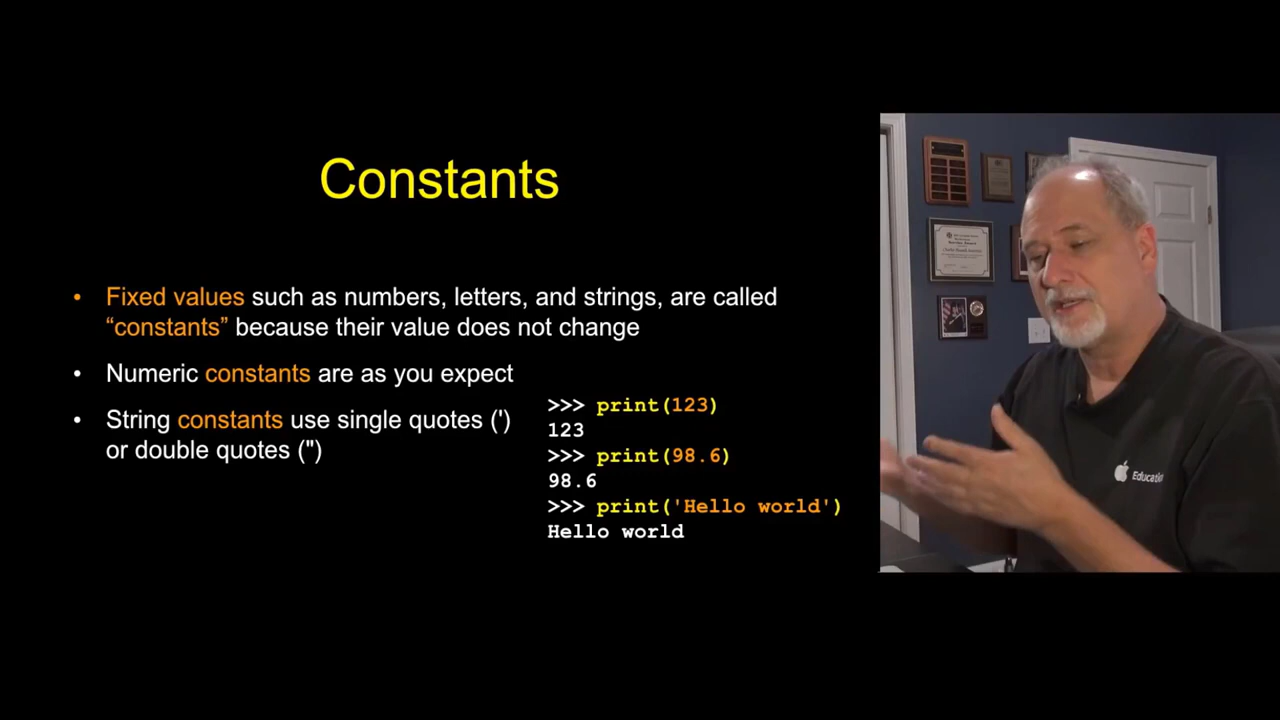 Constants
• Fixed values such as numbers, letters, and strings, are called
“constants” because their value does not change
• Numeric constants are as you expect
• String constants use single quotes (')
or double quotes (")
>>> print(123)
123
>>> print(98.6)
98.6
>>> print('Hello world')
Hello world
Education